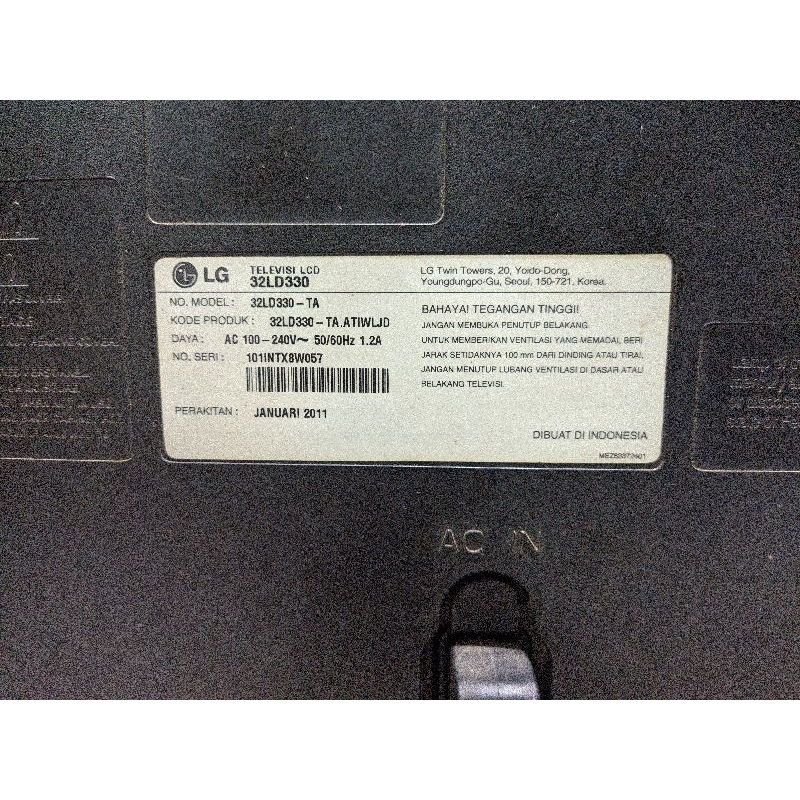 LG
TELEVISI LCD
32LD330
NO. MODEL : 32LD330-TA
KODE PRODUK : 32LD330-TA.ATIWLJD
DAYA : AC 100-240V~ 50/60Hz 1.2A
NO. SERI : 101INTX8W057
PERAKITAN : JANUARI 2011
LG Twin Towers, 20, Yoido-Dong,
Youngdungpo-Gu, Seoul, 150-721, Korea.
BAHAYA! TEGANGAN TINGGI!
JANGAN MEMBUKA PENUTUP BELAKANG.
UNTUK MEMBERIKAN VENTILASI YANG MEMADAI, BERI
JARAK SETIDAKNYA 100 mm DARI DINDING ATAU TIRAI.
JANGAN MENUTUP LUBANG VENTILASI DI DASAR ATAU
BELAKANG TELEVISI.
DIBUAT DI INDONESIA
AC IN